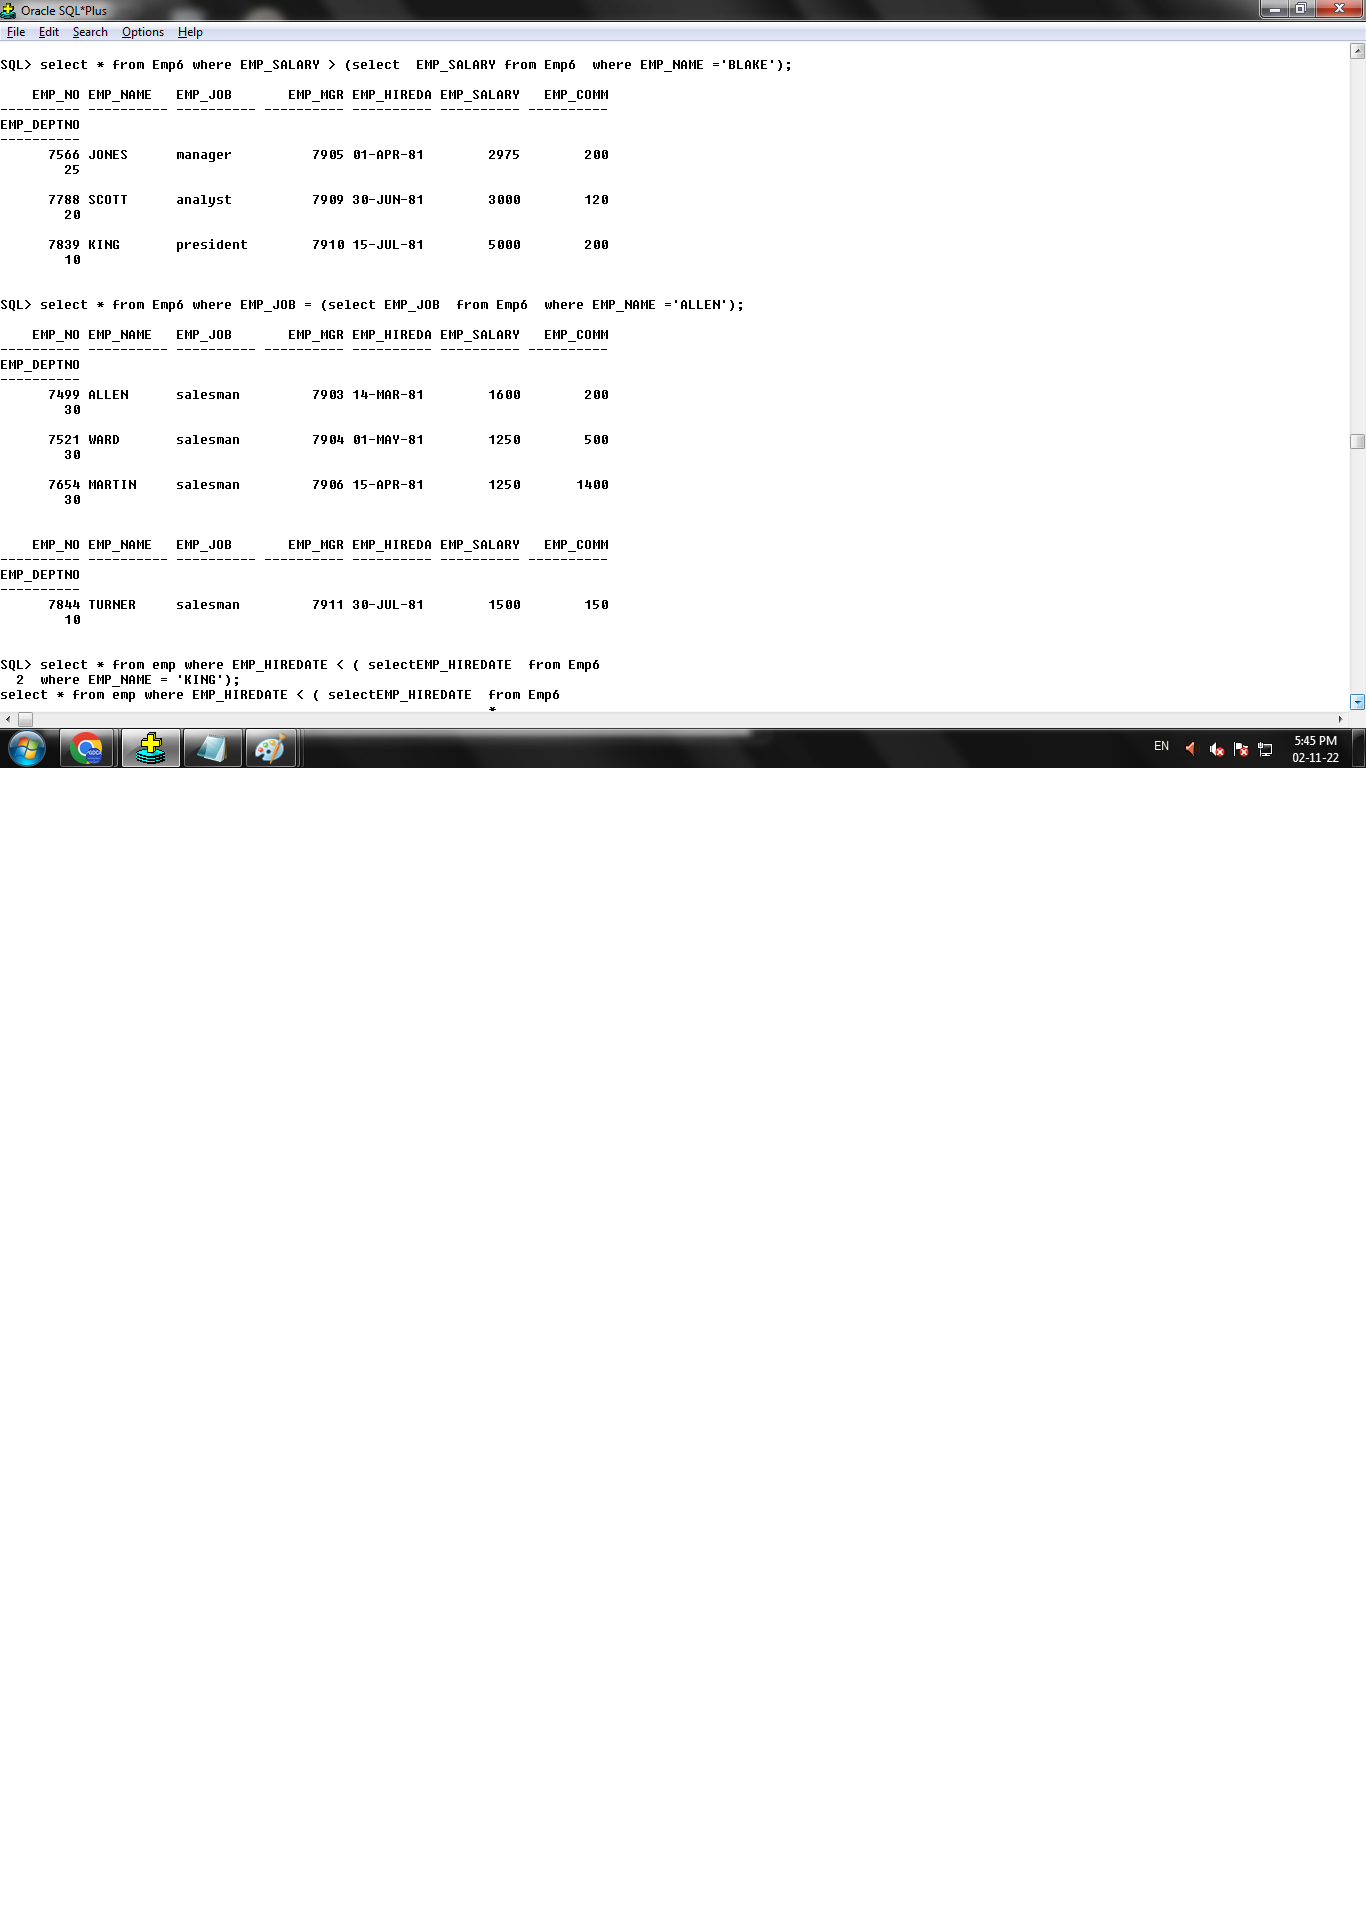 Oracle SQL*Plus
File Edit Search Options Help
SQL> select * from Emp6 where EMP_SALARY > (select  EMP_SALARY from Emp6  where EMP_NAME ='BLAKE');
    EMP_NO EMP_NAME   EMP_JOB       EMP_MGR EMP_HIREDA EMP_SALARY   EMP_COMM
---------- ---------- ---------- ---------- ---------- ---------- ----------
EMP_DEPTNO
----------
      7566 JONES      manager          7905 01-APR-81        2975        200
        25
      7788 SCOTT      analyst          7909 30-JUN-81        3000        120
        20
      7839 KING       president        7910 15-JUL-81        5000        200
        10
SQL> select * from Emp6 where EMP_JOB = (select EMP_JOB  from Emp6  where EMP_NAME ='ALLEN');
    EMP_NO EMP_NAME   EMP_JOB       EMP_MGR EMP_HIREDA EMP_SALARY   EMP_COMM
---------- ---------- ---------- ---------- ---------- ---------- ----------
EMP_DEPTNO
----------
      7499 ALLEN      salesman         7903 14-MAR-81        1600        200
        30
      7521 WARD       salesman         7904 01-MAY-81        1250        500
        30
      7654 MARTIN     salesman         7906 15-APR-81        1250       1400
        30
    EMP_NO EMP_NAME   EMP_JOB       EMP_MGR EMP_HIREDA EMP_SALARY   EMP_COMM
---------- ---------- ---------- ---------- ---------- ---------- ----------
EMP_DEPTNO
----------
      7844 TURNER     salesman         7911 30-JUL-81        1500        150
        10
SQL> select * from emp where EMP_HIREDATE < ( selectEMP_HIREDATE  from Emp6
  2  where EMP_NAME = 'KING');
select * from emp where EMP_HIREDATE < ( selectEMP_HIREDATE  from Emp6
*
EN
5:45 PM
02-11-22